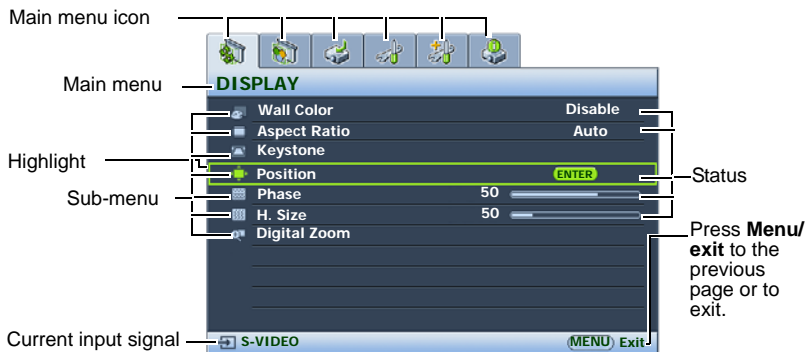 Main menu icon
Main menu
DISPLAY
Wall Color Disable
Aspect Ratio Auto
Keystone
Highlight
Position ENTER
Status
Sub-menu
Phase 50
H. Size 50
Digital Zoom
Press Menu/
exit to the
previous
page or to
exit.
Current input signal
S-VIDEO MENU Exit